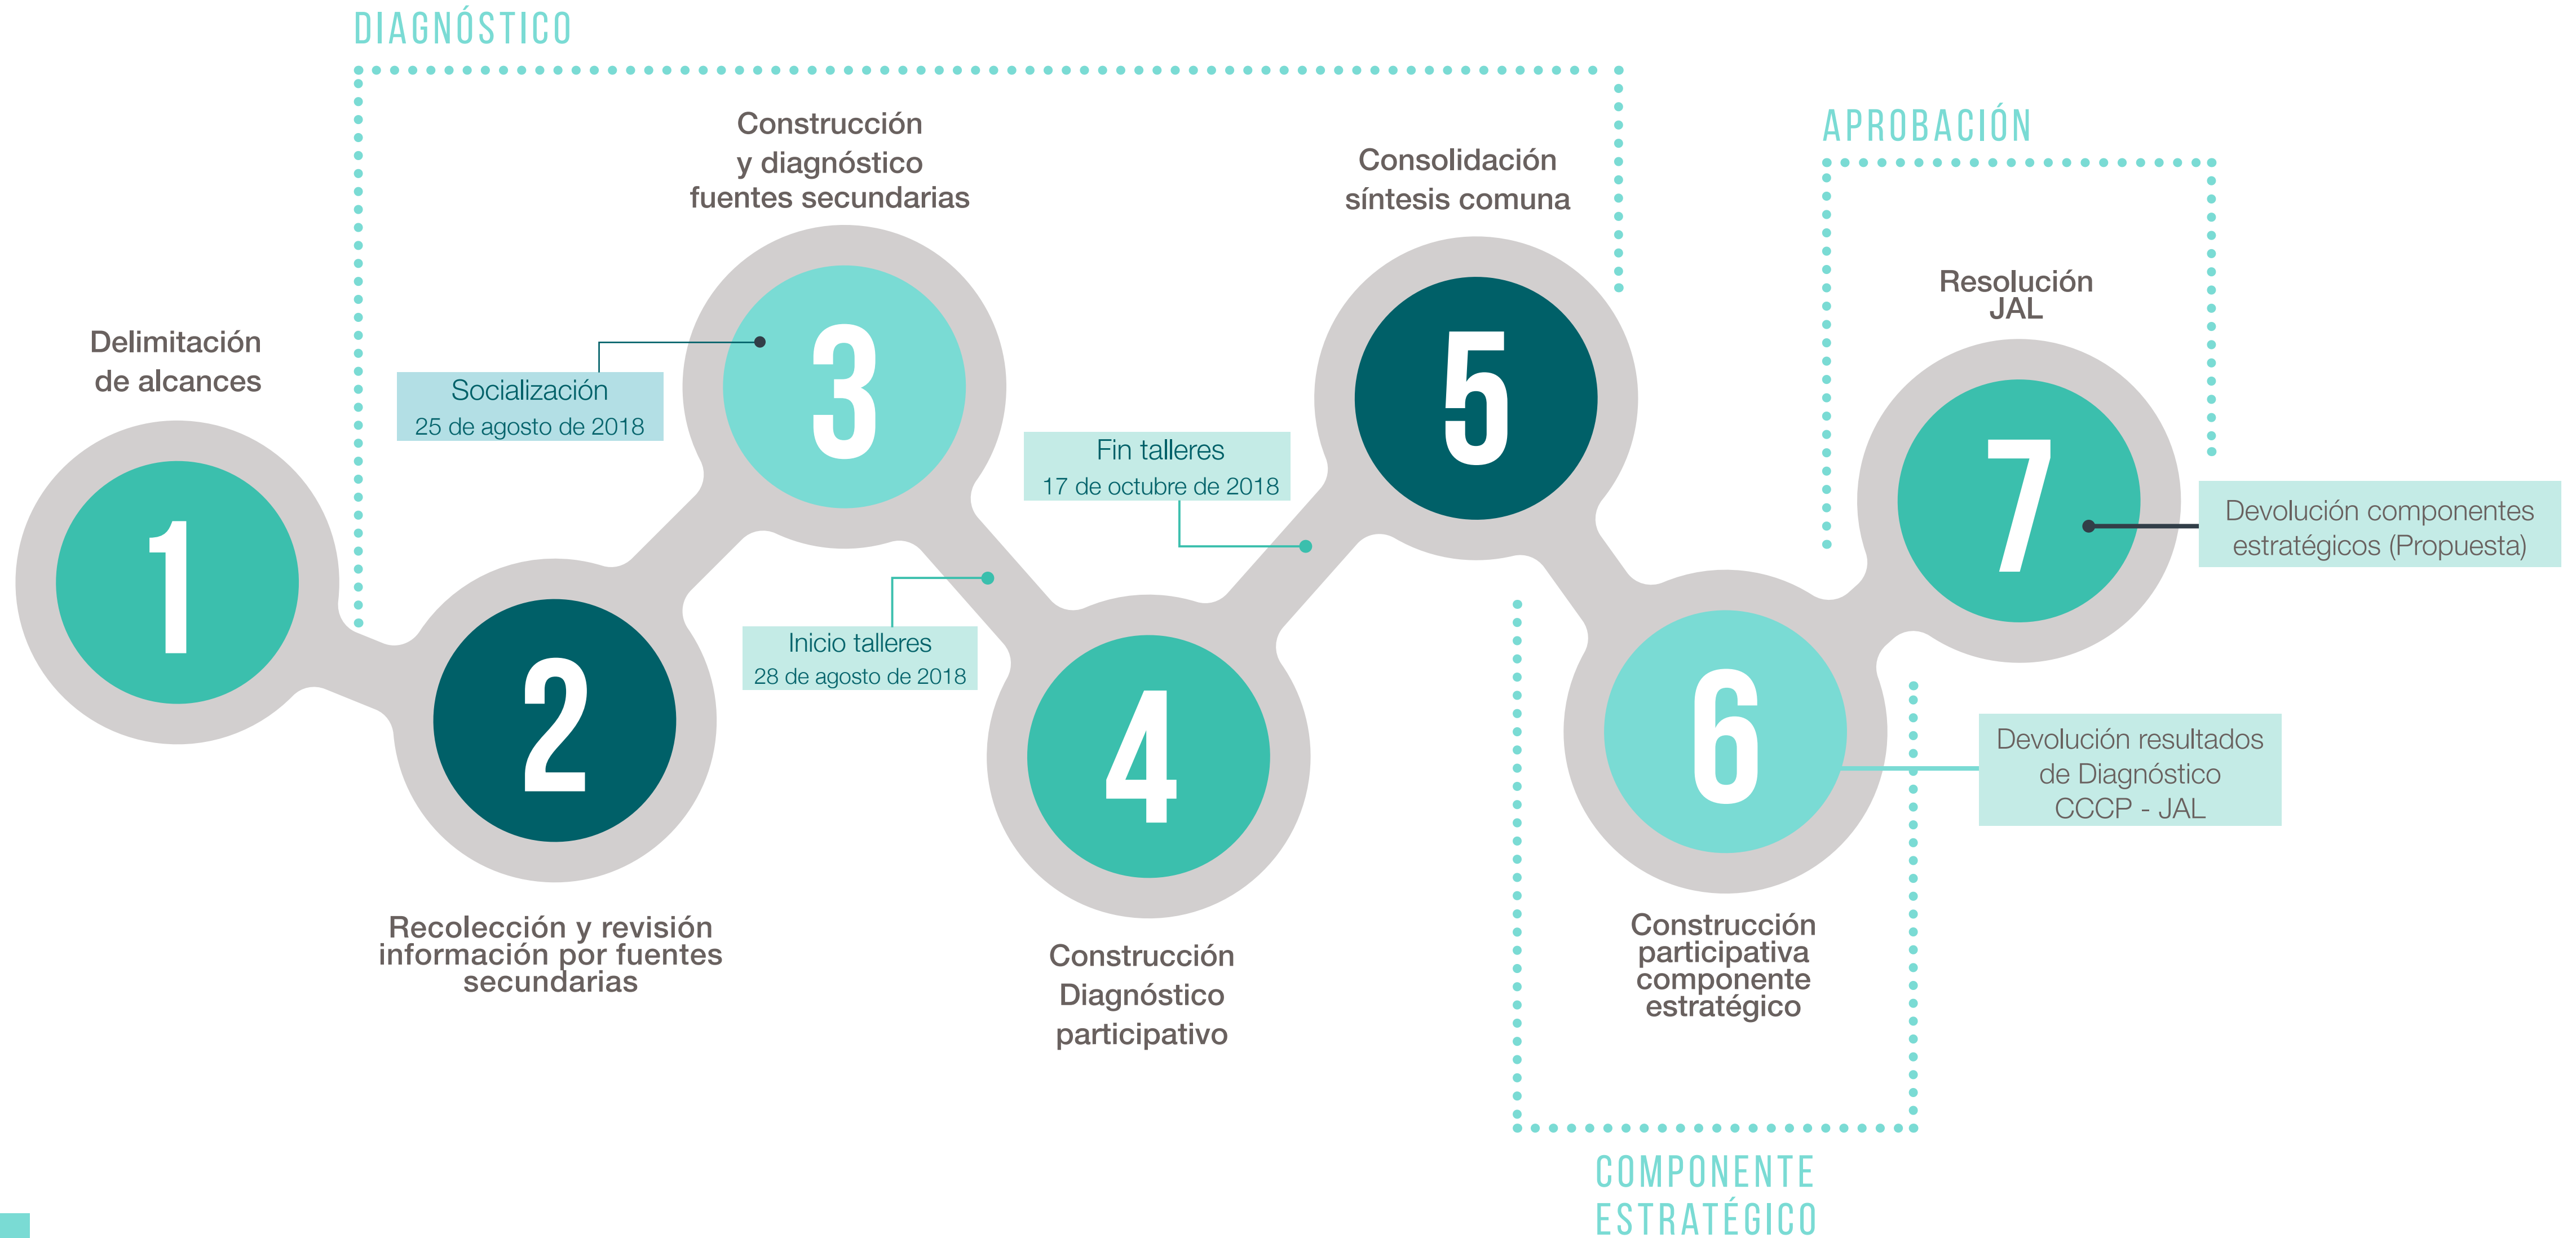 DIAGNÓSTICO
Delimitación
de alcances
1
2
Recolección y revisión
información por fuentes
secundarias
Socialización
25 de agosto de 2018
Construcción
y diagnóstico
fuentes secundarias
3
Inicio talleres
28 de agosto de 2018
4
Construcción
Diagnóstico
participativo
Fin talleres
17 de octubre de 2018
Consolidación
síntesis comuna
5
6
Construcción
participativa
componente
estratégico
Devolución resultados
de Diagnóstico
CCCP - JAL
COMPONENTE
ESTRATÉGICO
APROBACIÓN
Resolución
JAL
7
Devolución componentes
estratégicos (Propuesta)